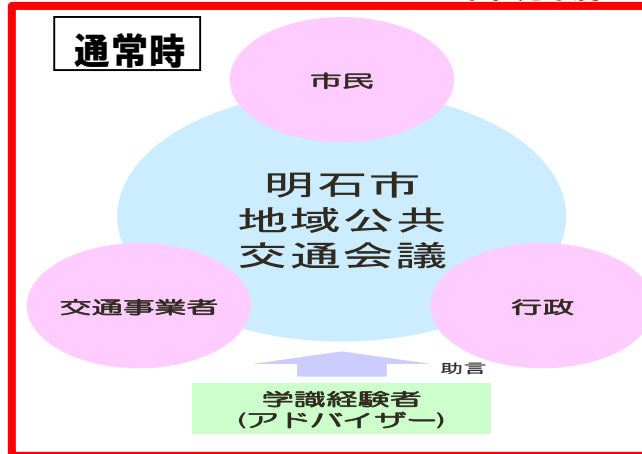 通常時
市民
明石市
地域公共
交通会議
交通事業者
行政
助言
学識経験者
(アドバイザー)